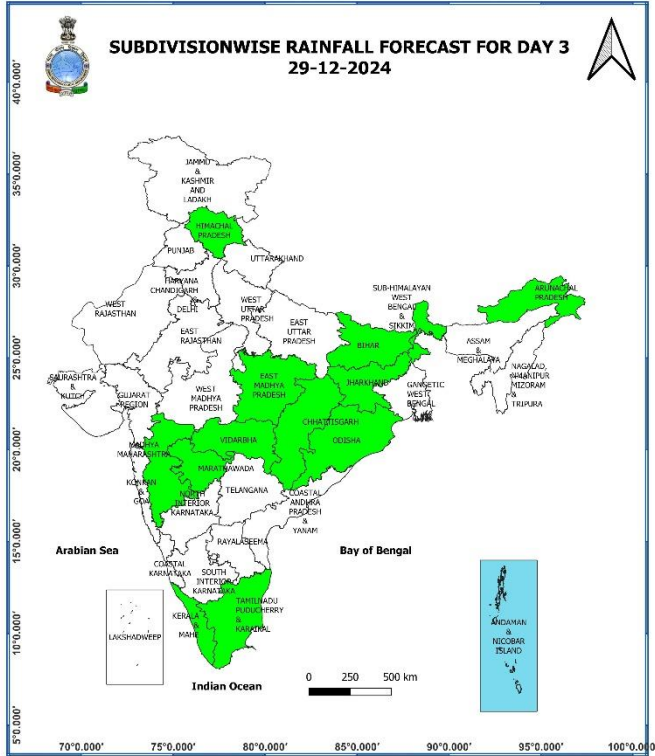 SUBDIVISIONWISE RAINFALL FORECAST FOR DAY 3
29-12-2024
40°0.000'
35°0.000'
30°0.000'
25°0.000'
20°0.000'
15°0.000'
10°0.000'
5°0.000'
JAMMU
&
KASHMIR
AND
LADAKH
HIMACHAL
PRADESH
PUNJAB
UTTARAKHAND
HARYANA
CHANDIGARH
&
DELHI
WEST
RAJASTHAN
WEST
UTTAR
PRADESH
EAST
UTTAR
PRADESH
EAST
RAJASTHAN
SUB-HIMALAYAN
WEST
BENGAL
&
SIKKIM
ARUNACHAL
PRADESH
BIHAR
ASSAM
&
MEGHALAYA
NAGALAD,
MANIPUR
MIZORAM
&
TRIPURA
SAURASHTRA
&
KUTCH
GUJARAT
REGION
WEST
MADHYA
PRADESH
EAST
MADHYA
PRADESH
JHARKHAND
GANGETIC
WEST
BENGAL
CHHATTISGARH
ODISHA
VIDARBHA
MADHYA
MAHARASHTRA
MARATHAWADA
KONKAN
&
GOA
NORTH
INTERIOR
KARNATAKA
TELANGANA
COASTAL
ANDHRA
PRADESH
&
YANAM
RAYALASEEMA
COASTAL
KARNATAKA
SOUTH
INTERIOR
KARNATAKA
TAMILNADU
PUDUCHERRY
&
KARAIKAL
KERALA
&
MAHE
LAKSHADWEEP
ANDAMAN
&
NICOBAR
ISLAND
Arabian Sea
Bay of Bengal
Indian Ocean
0 250 500 km
70°0.000' 75°0.000' 80°0.000' 85°0.000' 90°0.000' 95°0.000' 100°0.000'